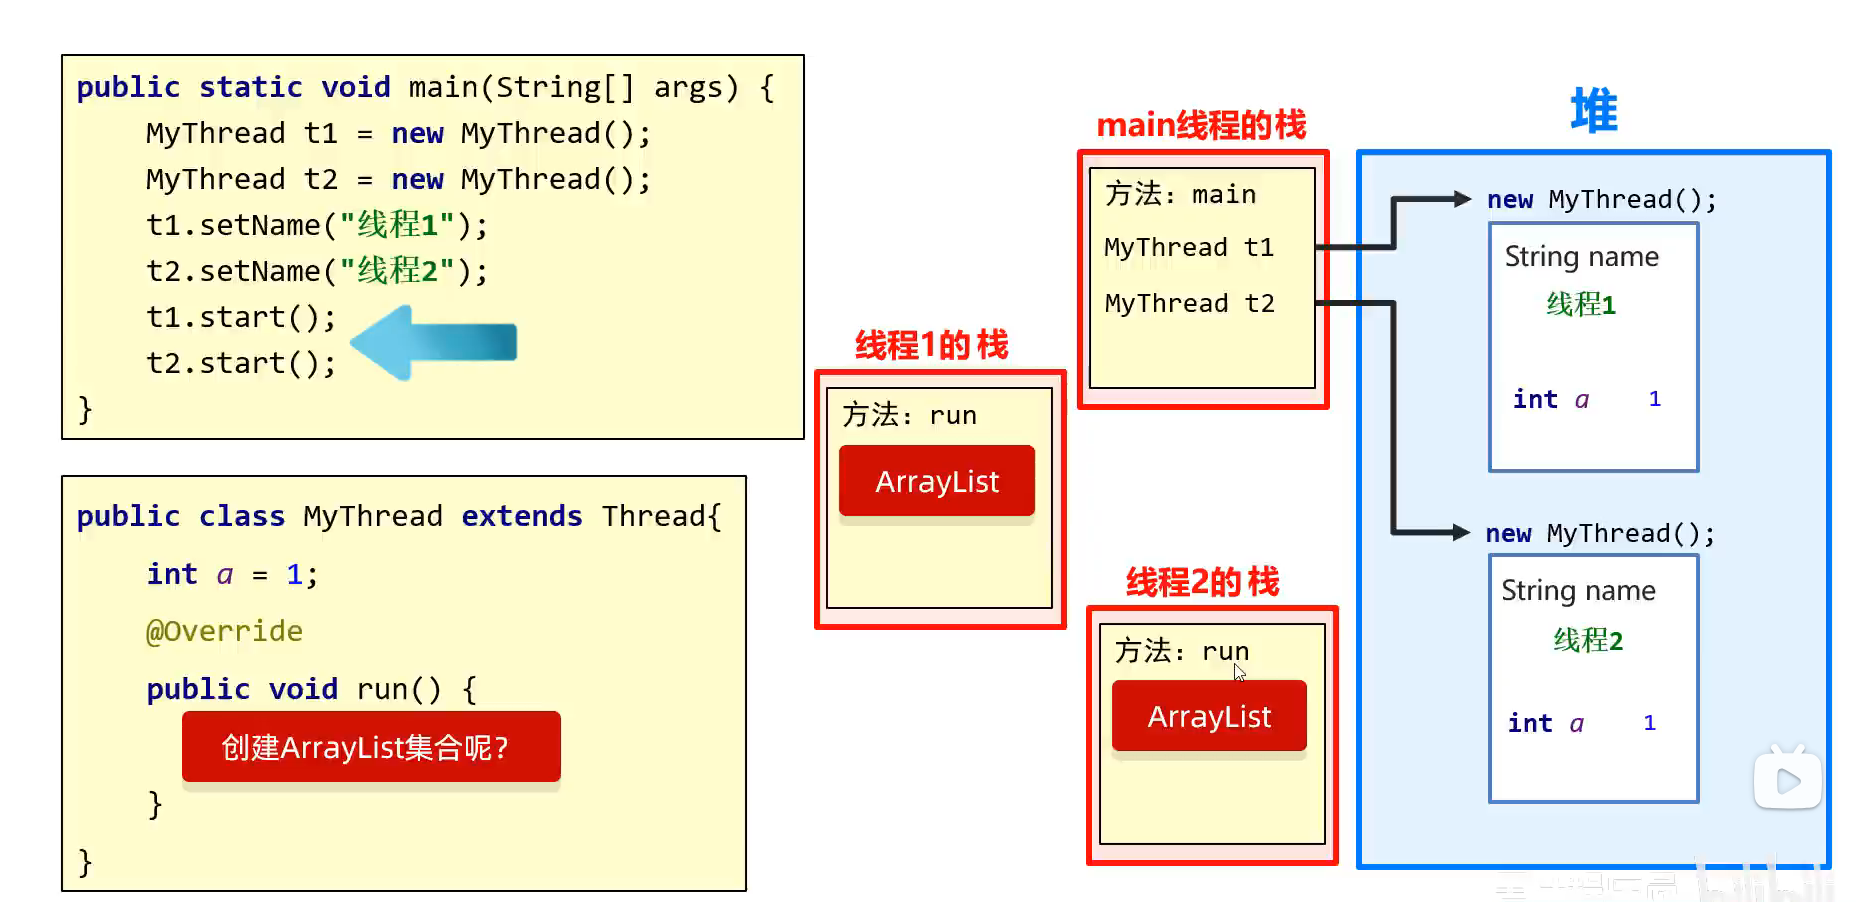 public static void main(String[] args) {
MyThread t1 = new MyThread();
MyThread t2 = new MyThread();
t1.setName("线程1");
t2.setName("线程2");
t1.start();
t2.start();
}
public class MyThread extends Thread{
int a = 1;
@Override
public void run() {
创建ArrayList集合呢？
}
}
线程1的栈
方法：run
ArrayList
main线程的栈
方法：main
MyThread t1
MyThread t2
线程2的栈
方法：run
ArrayList
堆
new MyThread();
String name
线程1
int a 1
new MyThread();
String name
线程2
int a 1